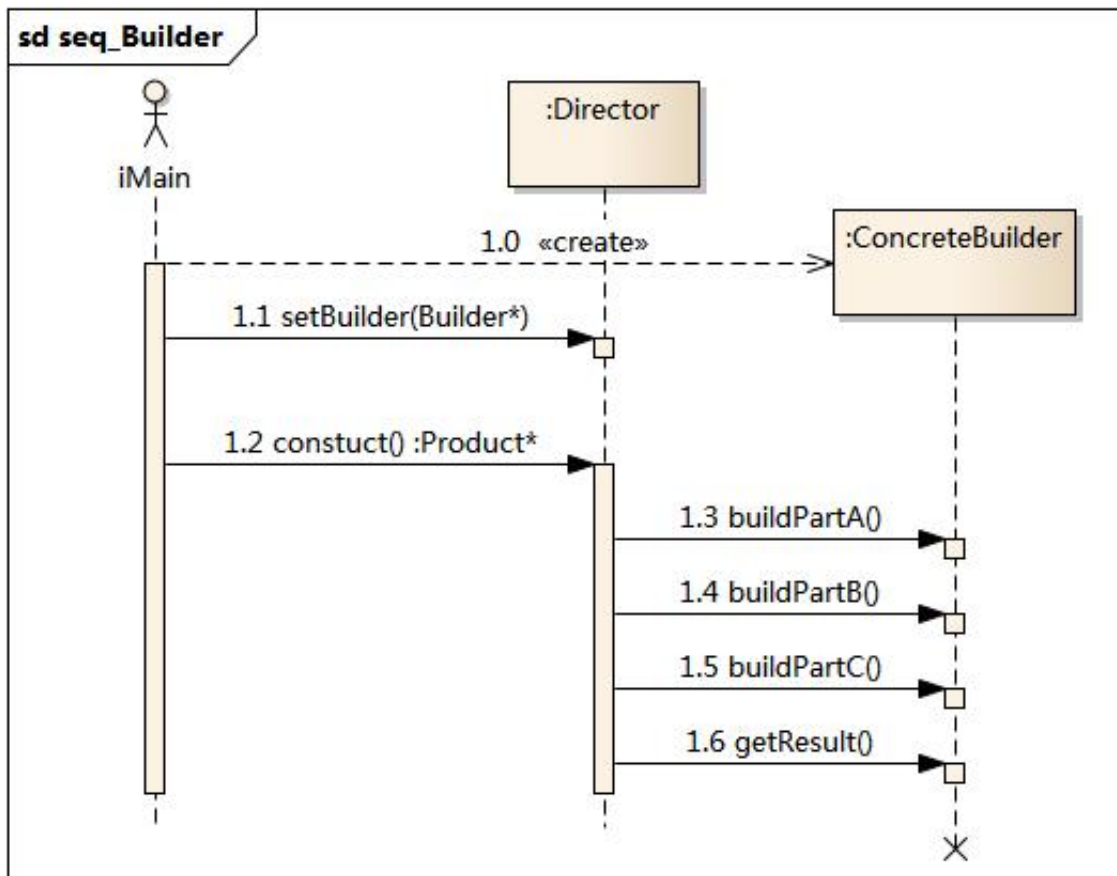 sd seq_Builder
:Director
iMain
:ConcreteBuilder
1.0 «create»
1.1 setBuilder(Builder*)
1.2 constuct() :Product*
1.3 buildPartA()
1.4 buildPartB()
1.5 buildPartC()
1.6 getResult()